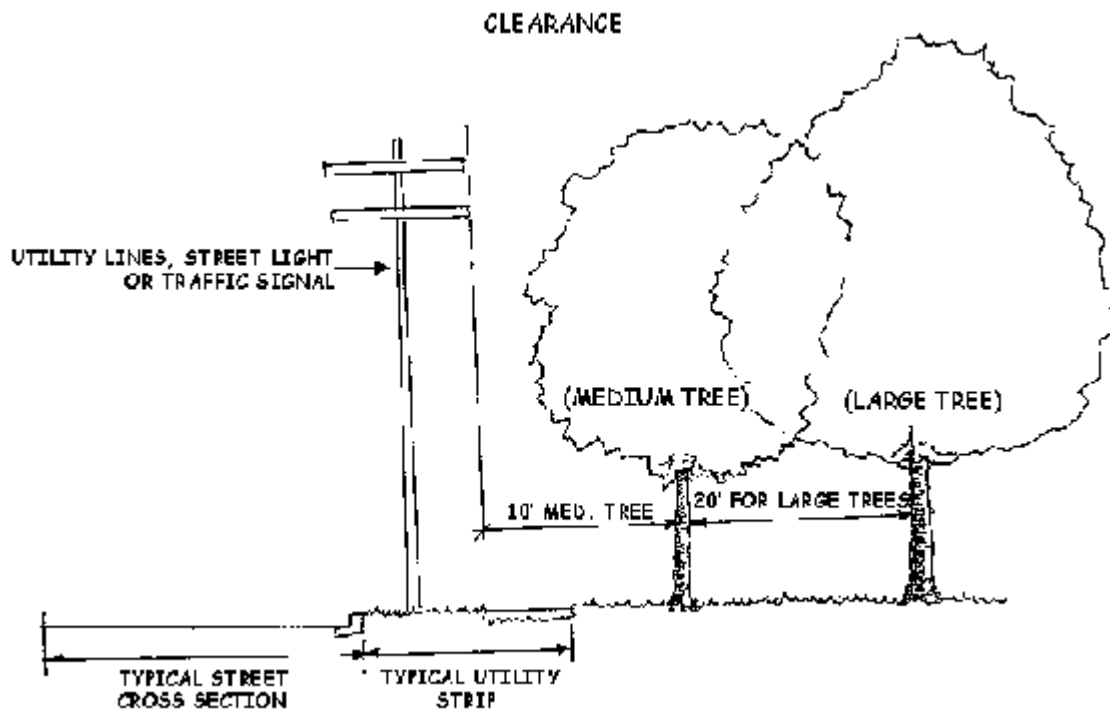 CLEARANCE
UTILITY LINES, STREET LIGHT
OR TRAFFIC SIGNAL
(MEDIUM TREE)
(LARGE TREE)
10' MED. TREE
20' FOR LARGE TREES
TYPICAL STREET
CROSS SECTION
TYPICAL UTILITY
STRIP